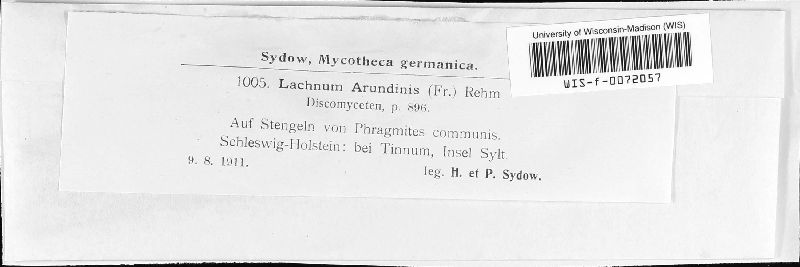 University of Wisconsin-Madison (WIS)
WIS-f-0072057
Sydow, Mycotheca germanica.
1005. Lachnum Arundinis (Fr.) Rehm
Discomyceten, p. 896.
Auf Stengeln von Phragmites communis.
Schleswig-Holstein: bei Tinnum, Insel Sylt.
9. 8. 1911.
leg. H. et P. Sydow.